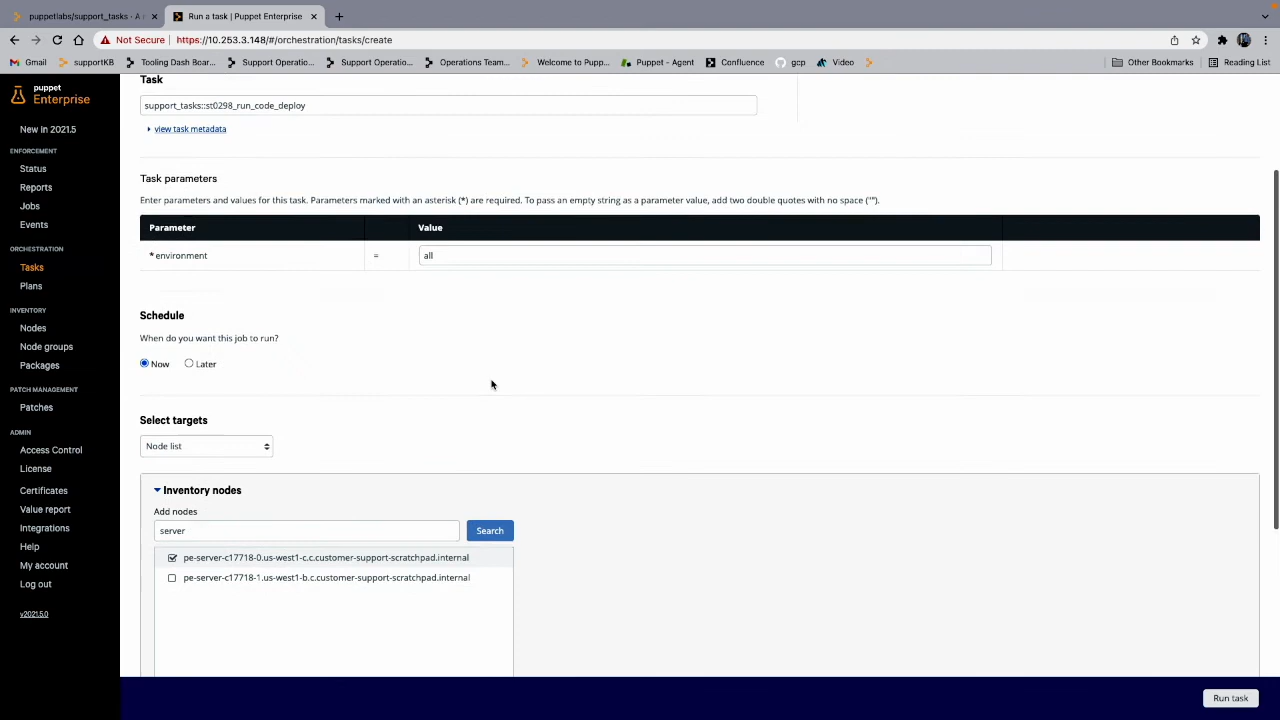 puppetlabs/support_tasks · A r
Run a task | Puppet Enterprise
Not Secure
https://10.253.3.148/#/orchestration/tasks/create
Gmail
supportKB
Tooling Dash Boar...
Support Operatio...
Support Operatio...
Operations Team...
Welcome to Pupp...
Puppet - Agent
Confluence
gcp
Video
Other Bookmarks
Reading List
puppet
Enterprise
New in 2021.5
ENFORCEMENT
Status
Reports
Jobs
Events
ORCHESTRATION
Tasks
Plans
INVENTORY
Nodes
Node groups
Packages
PATCH MANAGEMENT
Patches
ADMIN
Access Control
License
Certificates
Value report
Integrations
Help
My account
Log out
v2021.5.0
Task
support_tasks::st0298_run_code_deploy
view task metadata
Task parameters
Enter parameters and values for this task. Parameters marked with an asterisk (*) are required. To pass an empty string as a parameter value, add two double quotes with no space ("").
Parameter
Value
* environment
=
all
Schedule
When do you want this job to run?
Now
Later
Select targets
Node list
Inventory nodes
Add nodes
server
Search
pe-server-c17718-0.us-west1-c.c.customer-support-scratchpad.internal
pe-server-c17718-1.us-west1-b.c.customer-support-scratchpad.internal
Run task